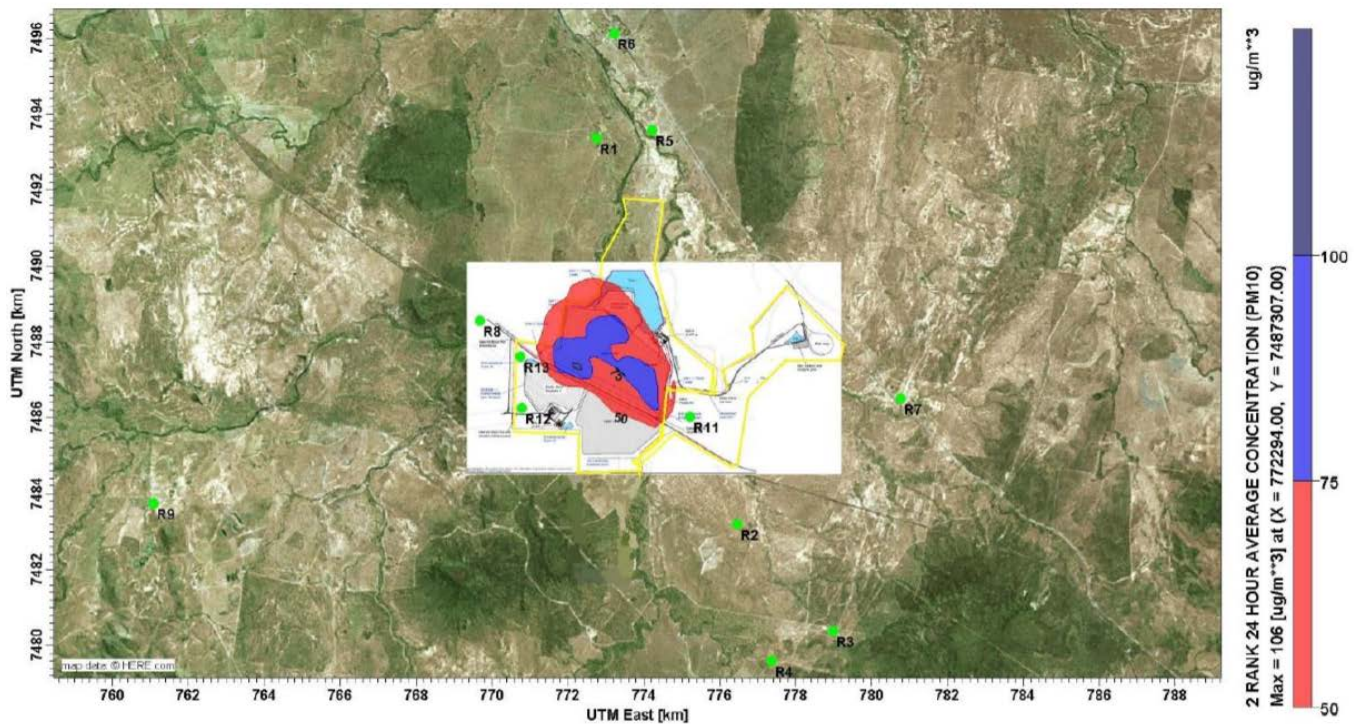 7496
7494
7492
7490
7488
7486
7484
7482
7480
UTM North [km]
R6
R1
R5
R8
R13
75
R12
50
R11
R7
R9
R2
R3
R4
map data: © HERE.com
760 762 764 766 768 770 772 774 776 778 780 782 784 786 788
UTM East [km]
ug/m**3
2 RANK 24 HOUR AVERAGE CONCENTRATION (PM10)
Max = 106 [ug/m**3] at (X = 772294.00, Y = 7487307.00)
100
75
50